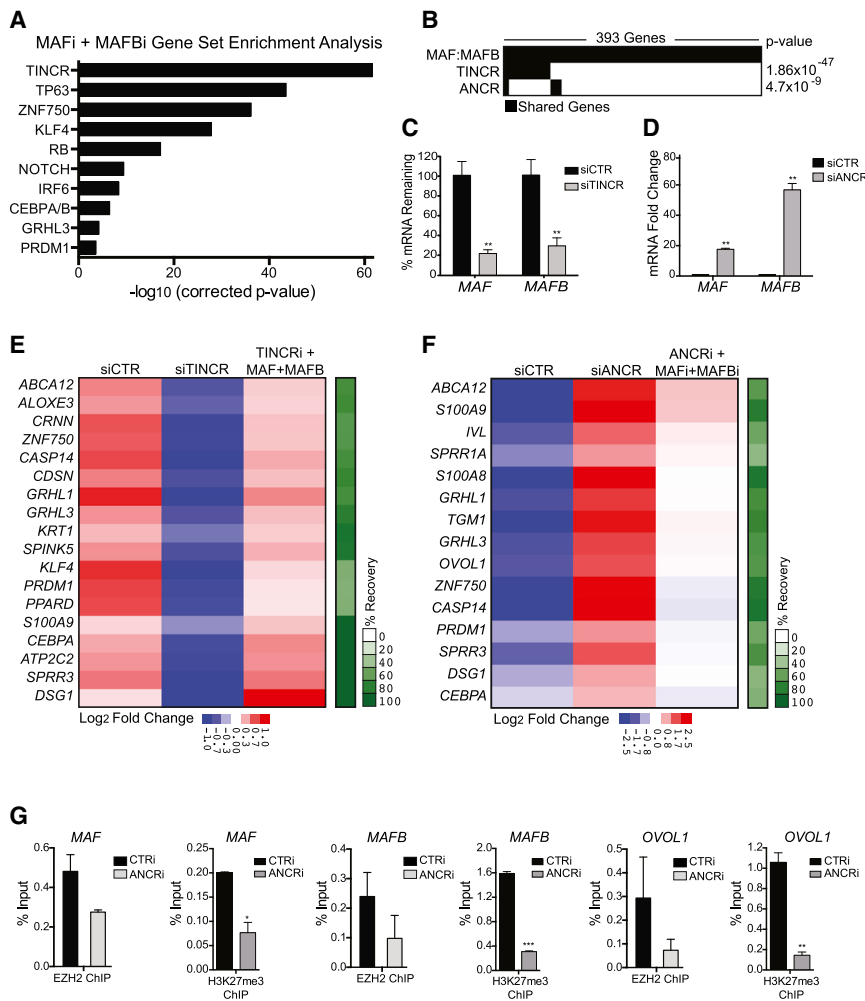 A
MAFi + MAFBi Gene Set Enrichment Analysis
TINCR
TP63
ZNF750
KLF4
RB
NOTCH
IRF6
CEBPA/B
GRHL3
PRDM1
0 20 40 60
-log10 (corrected p-value)
B
393 Genes p-value
MAF:MAFB
TINCR 1.86x10^-47
ANCR 4.7x10^-9
Shared Genes
C
% mRNA Remaining
120
100
80
60
40
20
0
siCTR
siTINCR
** **
MAF MAFB
D
mRNA Fold Change
80
60
40
20
0
siCTR
siANCR
** **
MAF MAFB
E
siCTR siTINCR TINCRi +
MAF+MAFB
ABCA12
ALOXE3
CRNN
ZNF750
CASP14
CDSN
GRHL1
GRHL3
KRT1
SPINK5
KLF4
PRDM1
PPARD
S100A9
CEBPA
ATP2C2
SPRR3
DSG1
% Recovery
0
20
40
60
80
100
Log2 Fold Change
-1.0 -0.7 -0.3 0.00 0.3 0.7 1.0
F
siCTR siANCR ANCRi +
MAFi+MAFBi
ABCA12
S100A9
IVL
SPRR1A
S100A8
GRHL1
TGM1
GRHL3
OVOL1
ZNF750
CASP14
PRDM1
SPRR3
DSG1
CEBPA
% Recovery
0
20
40
60
80
100
Log2 Fold Change
-2.5 -1.7 -0.8 0.0 0.8 1.7 2.5
G
MAF
% Input
0.6
0.4
0.2
0.0
CTRi
ANCRi
EZH2 ChIP
MAF
% Input
0.20
0.15
0.10
0.05
0.00
CTRi
ANCRi
*
H3K27me3
ChIP
MAFB
% Input
0.4
0.3
0.2
0.1
0.0
CTRi
ANCRi
EZH2 ChIP
MAFB
% Input
2.0
1.6
1.2
0.8
0.4
0.0
CTRi
ANCRi
***
H3K27me3
ChIP
OVOL1
% Input
0.5
0.4
0.3
0.2
0.1
0.0
CTRi
ANCRi
EZH2 ChIP
OVOL1
% Input
1.2
1.0
0.8
0.6
0.4
0.2
0.0
CTRi
ANCRi
**
H3K27me3
ChIP